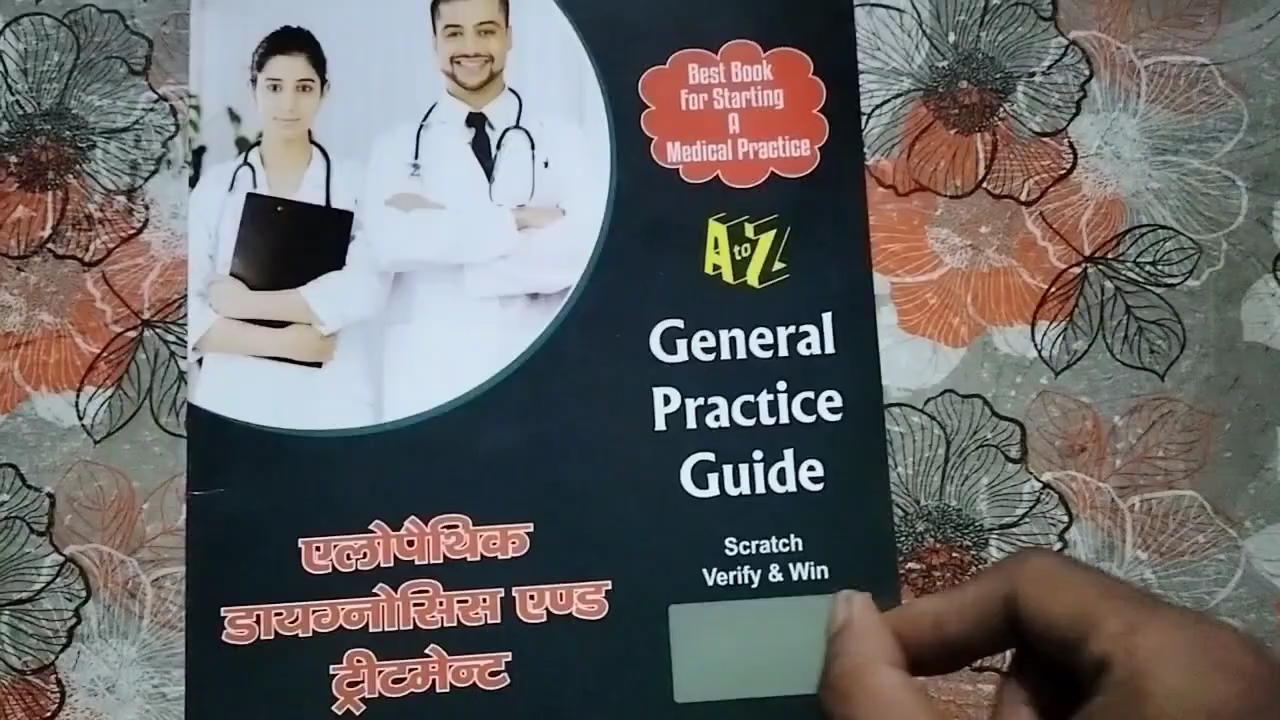 Best Book
for Starting
A
Medical Practice
A to Z
General
Practice
Guide
Scratch
Verify & Win
एलोपैथिक
डायग्नोसिस एण्ड
ट्रीटमेन्ट